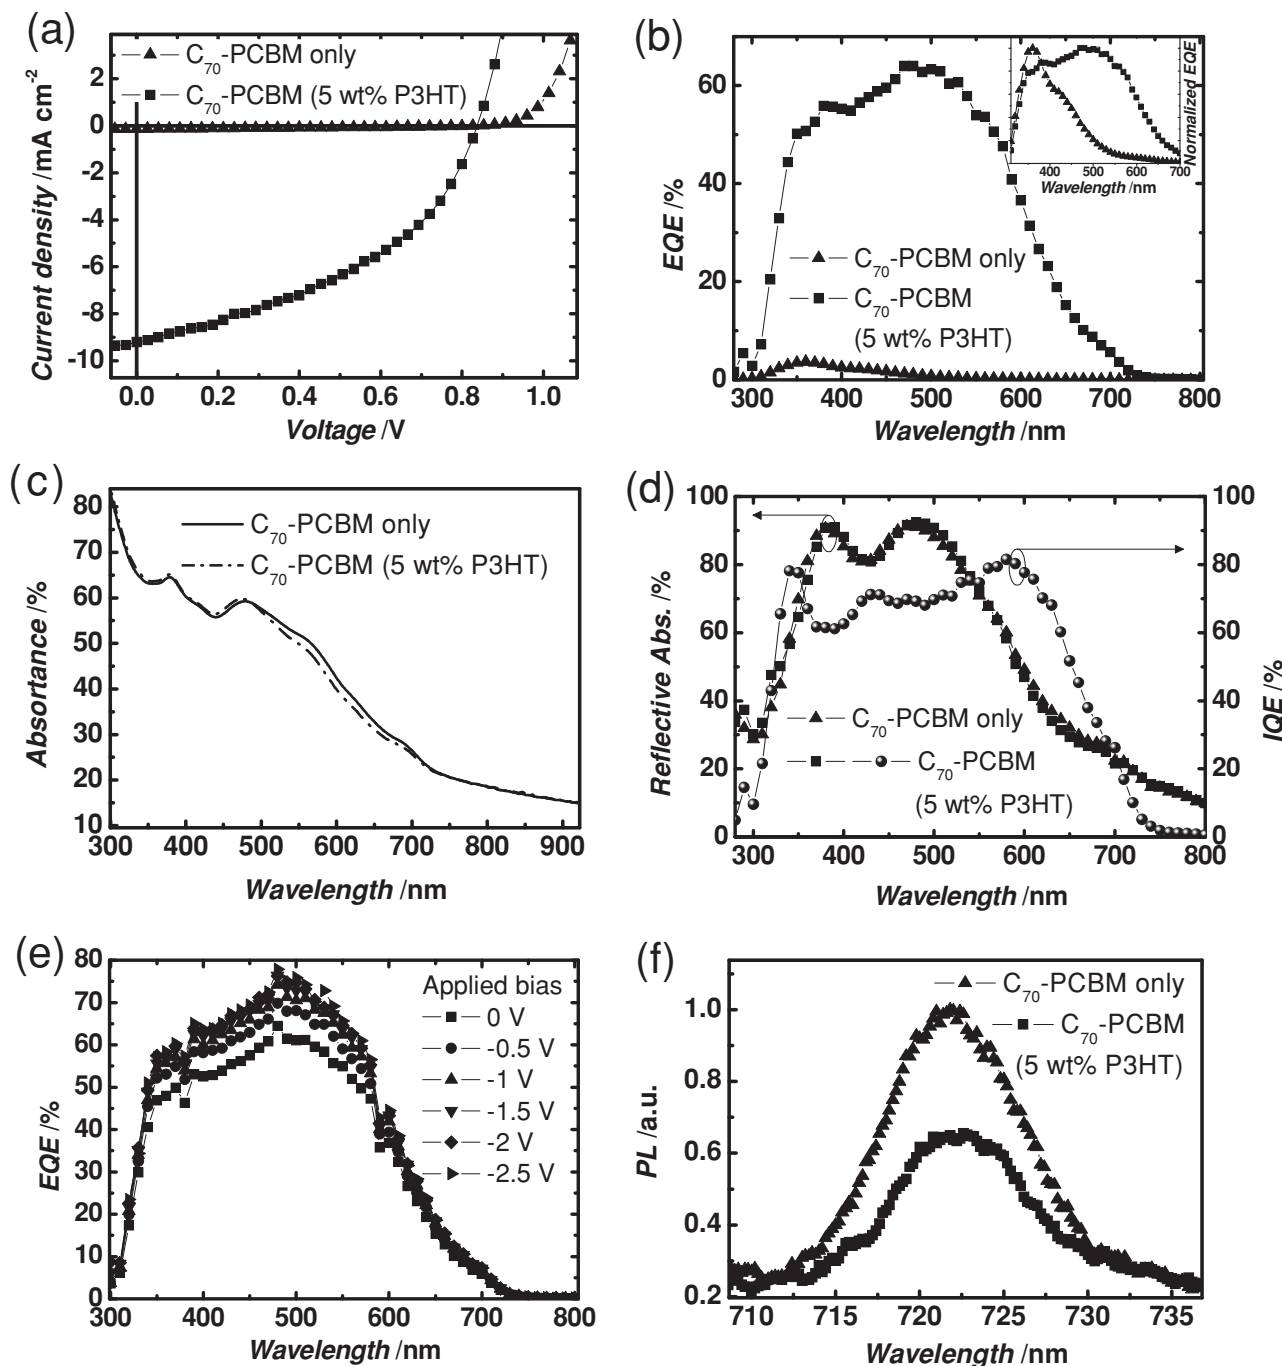 (a)
C70-PCBM only
C70-PCBM (5 wt% P3HT)
Current density /mA cm-2
2
0
-2
-4
-6
-8
-10
0.0 0.2 0.4 0.6 0.8 1.0
Voltage /V
(b)
EQE /%
60
40
20
0
300 400 500 600 700 800
Wavelength /nm
C70-PCBM only
C70-PCBM
(5 wt% P3HT)
Normalized EQE
400 500 600 700
Wavelength /nm
(c)
C70-PCBM only
C70-PCBM (5 wt% P3HT)
Absortance /%
80
70
60
50
40
30
20
10
300 400 500 600 700 800 900
Wavelength /nm
(d)
Reflective Abs. /%
100
80
60
40
20
0
C70-PCBM only
C70-PCBM
(5 wt% P3HT)
100
80
60
40
20
0
IQE /%
300 400 500 600 700 800
Wavelength /nm
(e)
EQE /%
80
70
60
50
40
30
20
10
0
Applied bias
0 V
-0.5 V
-1 V
-1.5 V
-2 V
-2.5 V
300 400 500 600 700 800
Wavelength /nm
(f)
C70-PCBM only
C70-PCBM
(5 wt% P3HT)
PL /a.u.
1.0
0.8
0.6
0.4
0.2
710 715 720 725 730 735
Wavelength /nm